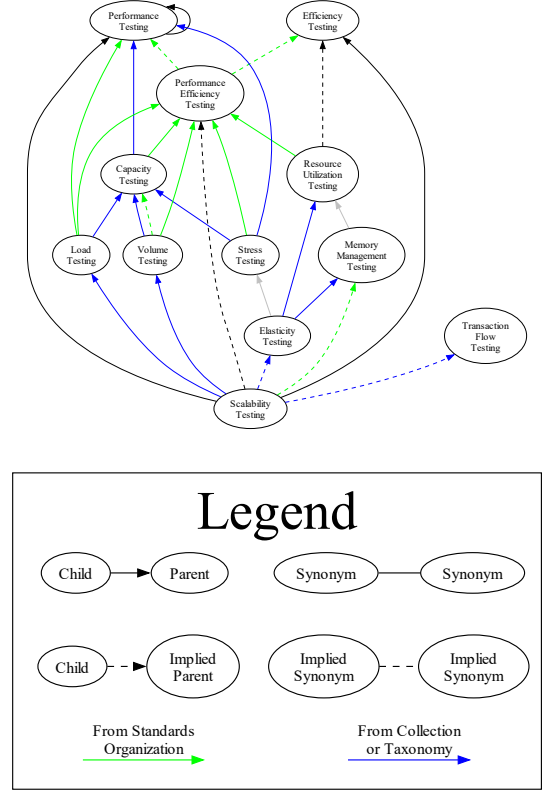 Performance
Testing
Efficiency
Testing
Performance
Efficiency
Testing
Capacity
Testing
Resource
Utilization
Testing
Load
Testing
Volume
Testing
Stress
Testing
Memory
Management
Testing
Elasticity
Testing
Transaction
Flow
Testing
Scalability
Testing
Legend
Child
Parent
Synonym
Synonym
Child
Implied
Parent
Implied
Synonym
Implied
Synonym
From Standards
Organization
From Collection
or Taxonomy